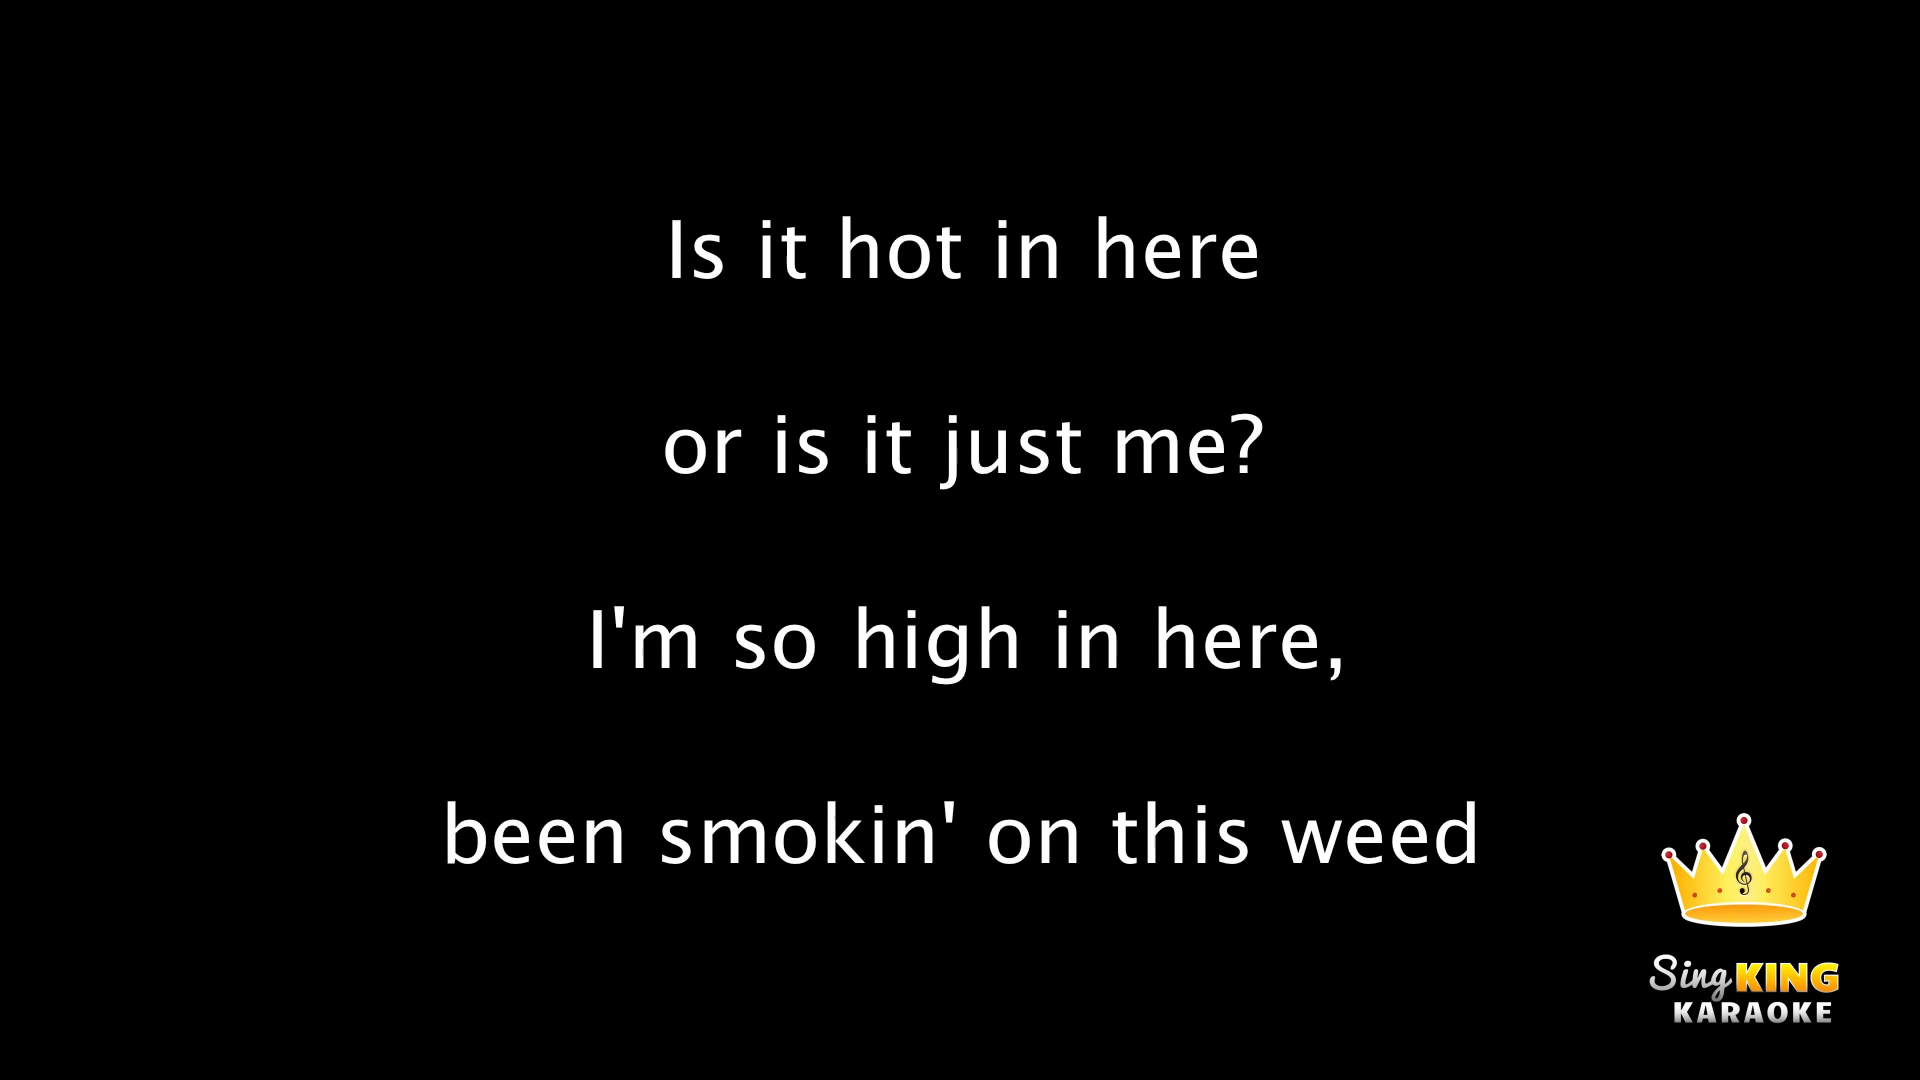 Is it hot in here
or is it just me?
I'm so high in here,
been smokin' on this weed
Sing KING
KARAOKE